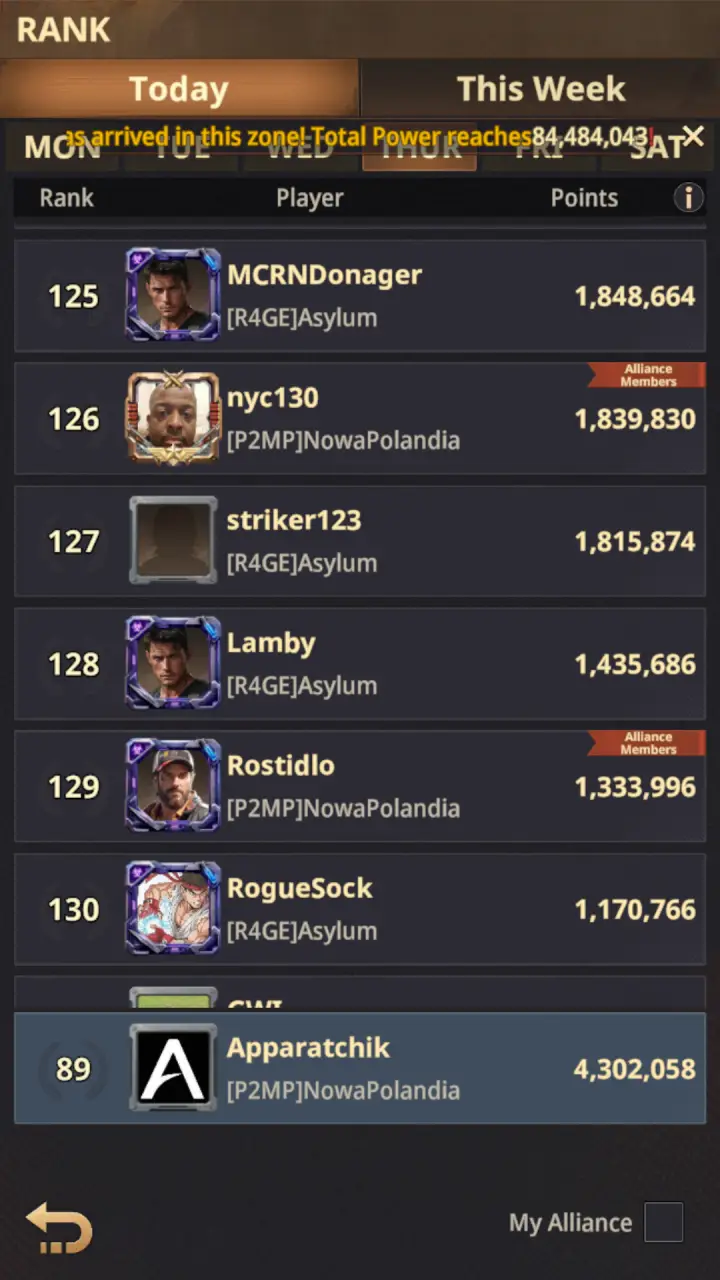 RANK
Today
This Week
as arrived in this zone! Total Power reaches84,484,043!
MON TUE WED THUR FRI SAT
Rank Player Points
125 MCRNDonager 1,848,664
[R4GE]Asylum
Alliance
Members
126 nyc130 1,839,830
[P2MP]NowaPolandia
127 striker123 1,815,874
[R4GE]Asylum
128 Lamby 1,435,686
[R4GE]Asylum
Alliance
Members
129 Rostidlo 1,333,996
[P2MP]NowaPolandia
130 RogueSock 1,170,766
[R4GE]Asylum
89 Apparatchik 4,302,058
[P2MP]NowaPolandia
My Alliance